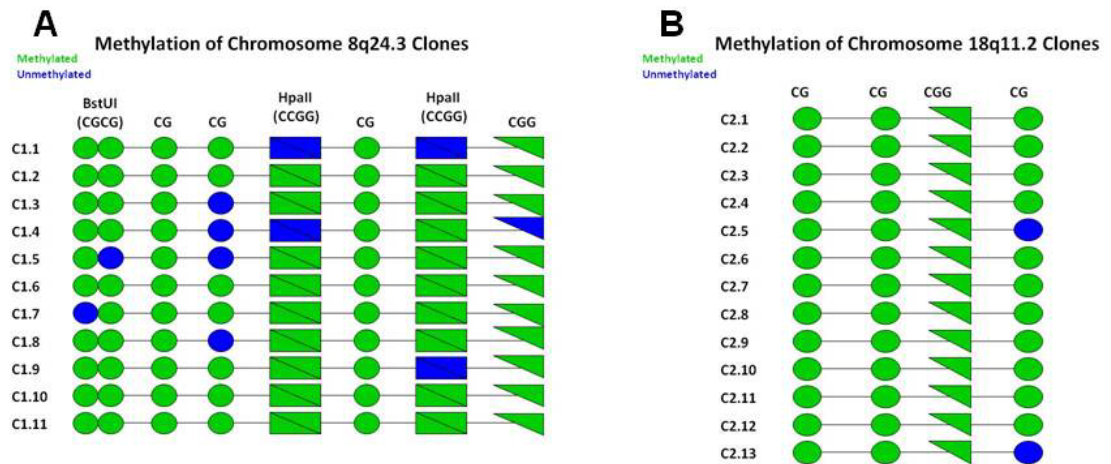 A
Methylation of Chromosome 8q24.3 Clones
Methylated
Unmethylated
BstUI
(CGCG)
CG
CG
HpaII
(CCGG)
CG
HpaII
(CCGG)
CGG
C1.1
C1.2
C1.3
C1.4
C1.5
C1.6
C1.7
C1.8
C1.9
C1.10
C1.11
B
Methylation of Chromosome 18q11.2 Clones
Methylated
Unmethylated
CG
CG
CGG
CG
C2.1
C2.2
C2.3
C2.4
C2.5
C2.6
C2.7
C2.8
C2.9
C2.10
C2.11
C2.12
C2.13